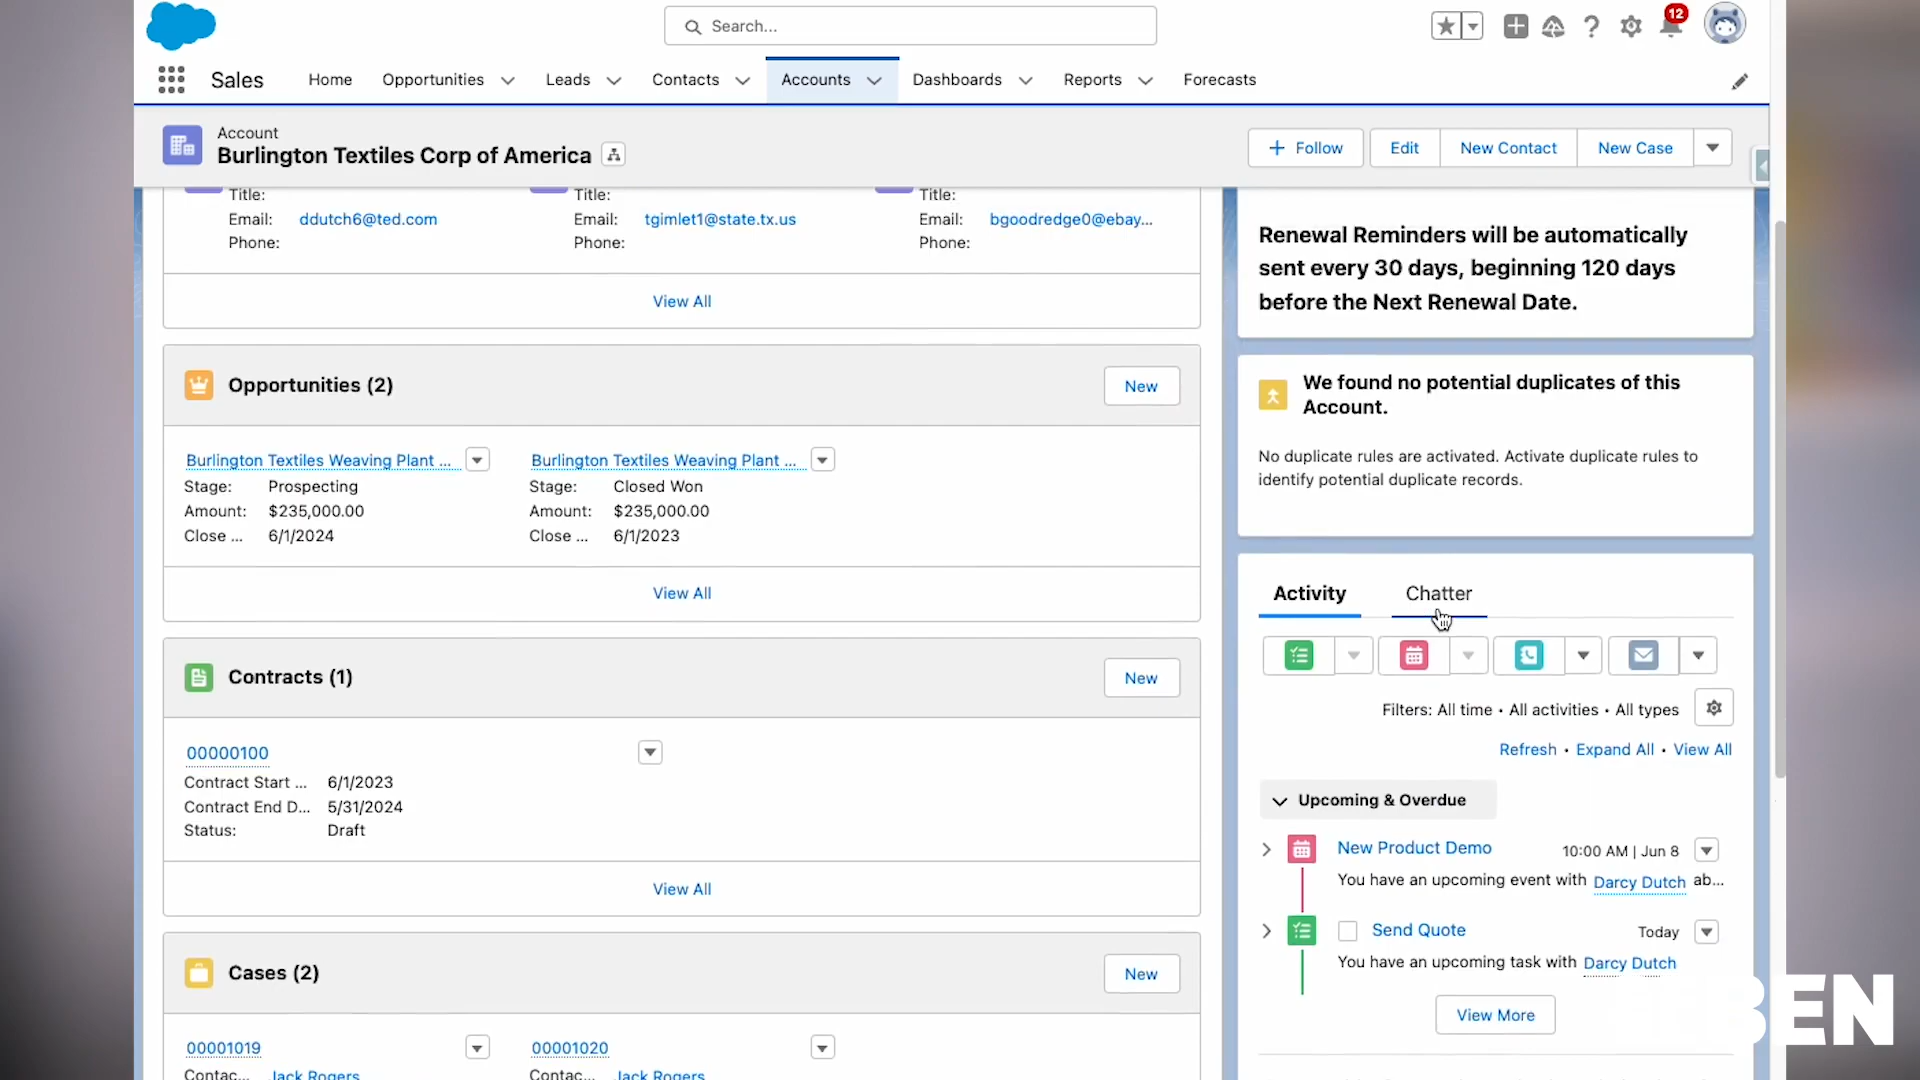 Search...
12
Sales
Home
Opportunities
Leads
Contacts
Accounts
Dashboards
Reports
Forecasts
Account
Burlington Textiles Corp of America
Follow
Edit
New Contact
New Case
Title:
Email: ddutch6@ted.com
Phone:
Title:
Email: tgimlet1@state.tx.us
Phone:
Title:
Email: bgoodredge0@ebay...
Phone:
View All
Opportunities (2)
New
Burlington Textiles Weaving Plant ...
Stage: Prospecting
Amount: $235,000.00
Close ... 6/1/2024
Burlington Textiles Weaving Plant ...
Stage: Closed Won
Amount: $235,000.00
Close ... 6/1/2023
View All
Contracts (1)
New
00000100
Contract Start ... 6/1/2023
Contract End D... 5/31/2024
Status: Draft
View All
Cases (2)
New
00001019
Contac... Jack Rogers
00001020
Contac... Jack Rogers
Renewal Reminders will be automatically
sent every 30 days, beginning 120 days
before the Next Renewal Date.
We found no potential duplicates of this
Account.
No duplicate rules are activated. Activate duplicate rules to
identify potential duplicate records.
Activity
Chatter
Filters: All time • All activities • All types
Refresh • Expand All • View All
Upcoming & Overdue
New Product Demo
10:00 AM | Jun 8
You have an upcoming event with Darcy Dutch ab...
Send Quote
Today
You have an upcoming task with Darcy Dutch
View More